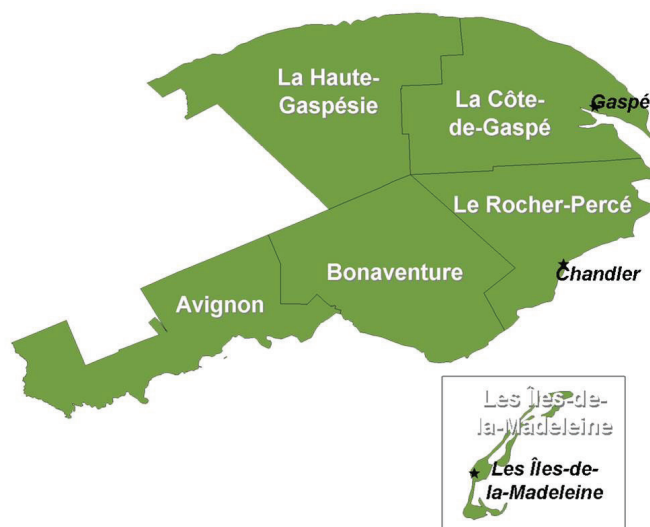 La Haute-
Gaspésie
La Côte-
de-Gaspé
Gaspé
Le Rocher-Percé
Bonaventure
Chandler
Avignon
Les Îles-de-
la-Madeleine
Les Îles-de-
la-Madeleine